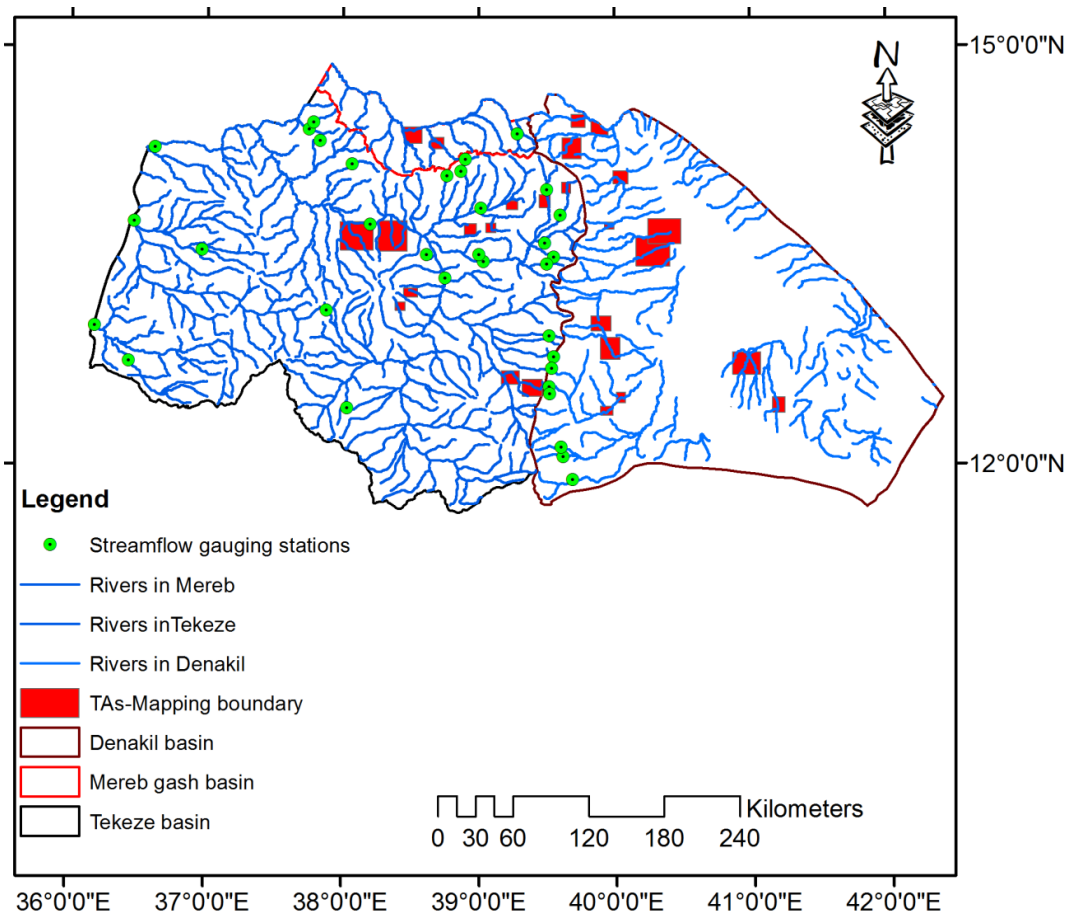 N
15°0'0"N
12°0'0"N
Legend
Streamflow gauging stations
Rivers in Mereb
Rivers inTekeze
Rivers in Denakil
TAs-Mapping boundary
Denakil basin
Mereb gash basin
Tekeze basin
Kilometers
0 30 60 120 180 240
36°0'0"E 37°0'0"E 38°0'0"E 39°0'0"E 40°0'0"E 41°0'0"E 42°0'0"E